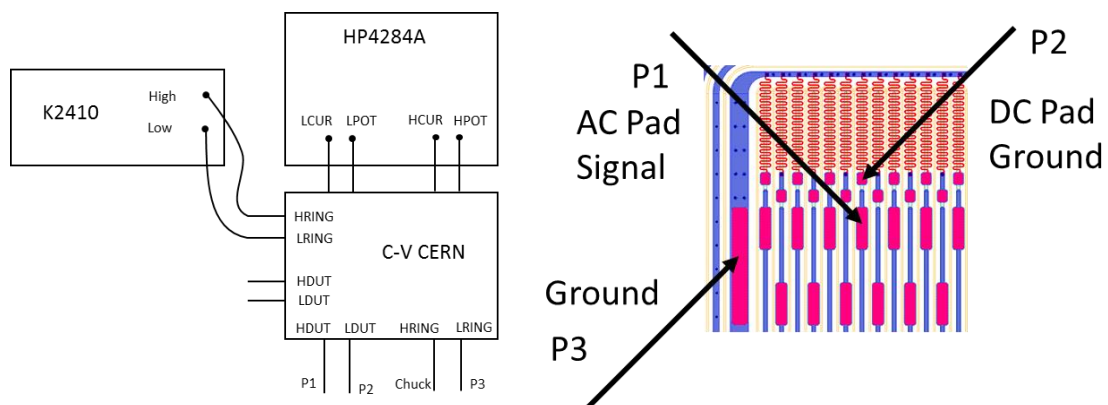 K2410
High
Low
HP4284A
LCUR LPOT HCUR HPOT
HRING
LRING
C-V CERN
HDUT
LDUT
HDUT LDUT HRING LRING
P1 P2 Chuck P3
P1
AC Pad
Signal
P2
DC Pad
Ground
Ground
P3